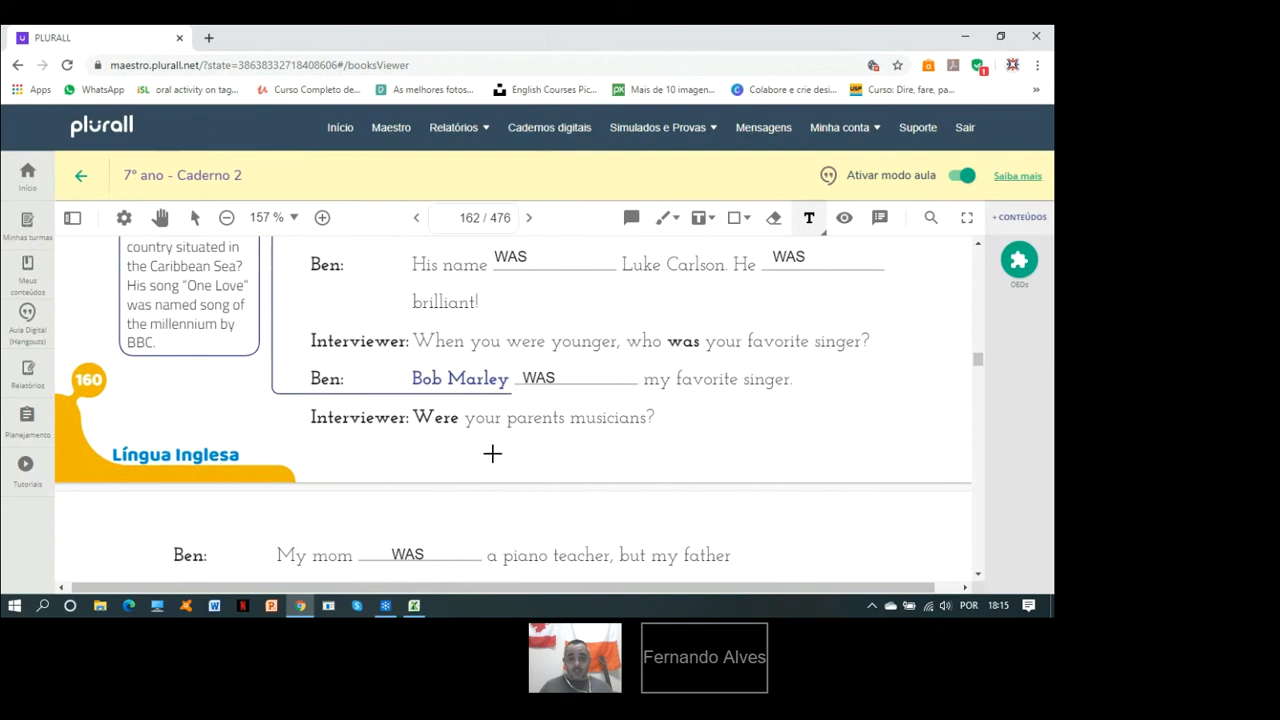 PLURALL
maestro.plurall.net/?state=38638332718408606#/booksViewer
Apps WhatsApp oral activity on tag... Curso Completo de... As melhores fotos... English Courses Pic... Mais de 10 imagen... Colabore e crie desi... Curso: Dire, fare, pa...
plurall Início Maestro Relatórios Cadernos digitais Simulados e Provas Mensagens Minha conta Suporte Sair
7º ano - Caderno 2 Ativar modo aula Saiba mais
157 % 162 / 476 T + CONTEÚDOS
Início
Minhas turmas
Meus
conteúdos
Aula Digital
(Hangouts)
Relatórios
Planejamento
Tutoriais
OEDs
country situated in
the Caribbean Sea?
His song “One Love”
was named song of
the millennium by
BBC.
160
Língua Inglesa
Ben: His name WAS Luke Carlson. He WAS
brilliant!
Interviewer: When you were younger, who was your favorite singer?
Ben: Bob Marley WAS my favorite singer.
Interviewer: Were your parents musicians?
Ben: My mom WAS a piano teacher, but my father
POR 18:15
Fernando Alves